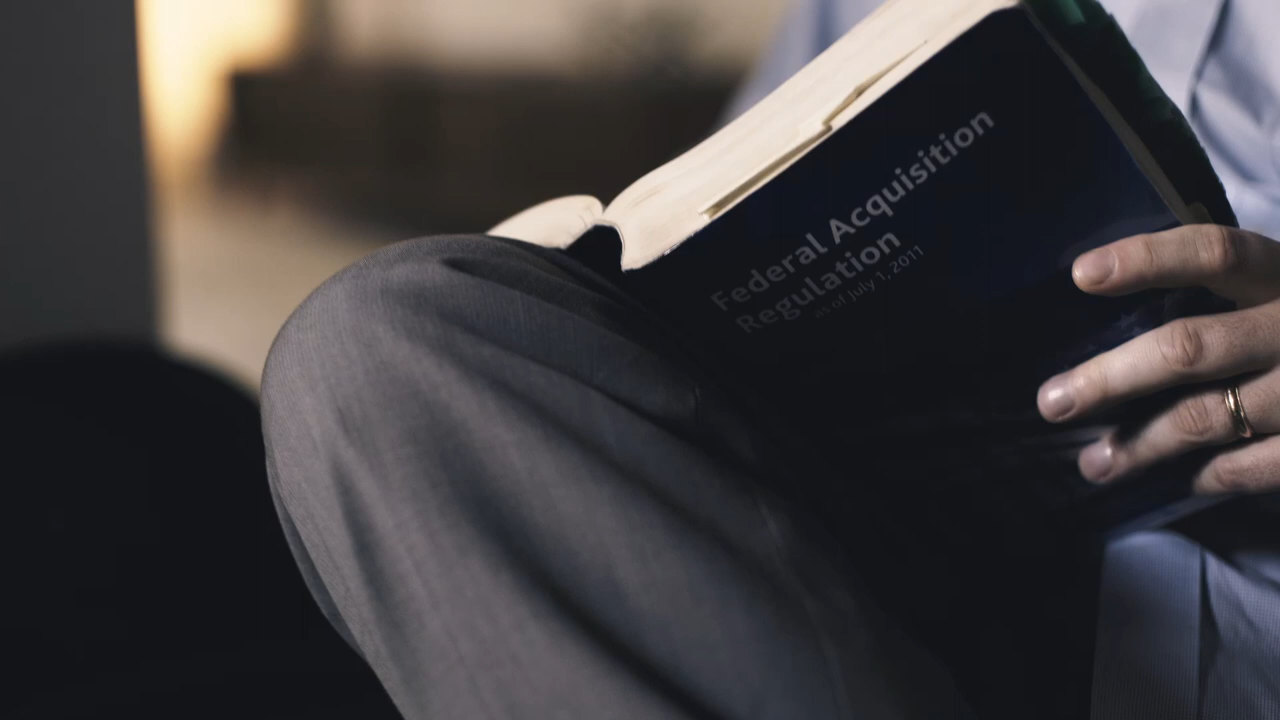 Federal Acquisition
Regulation
as of July 1, 2011